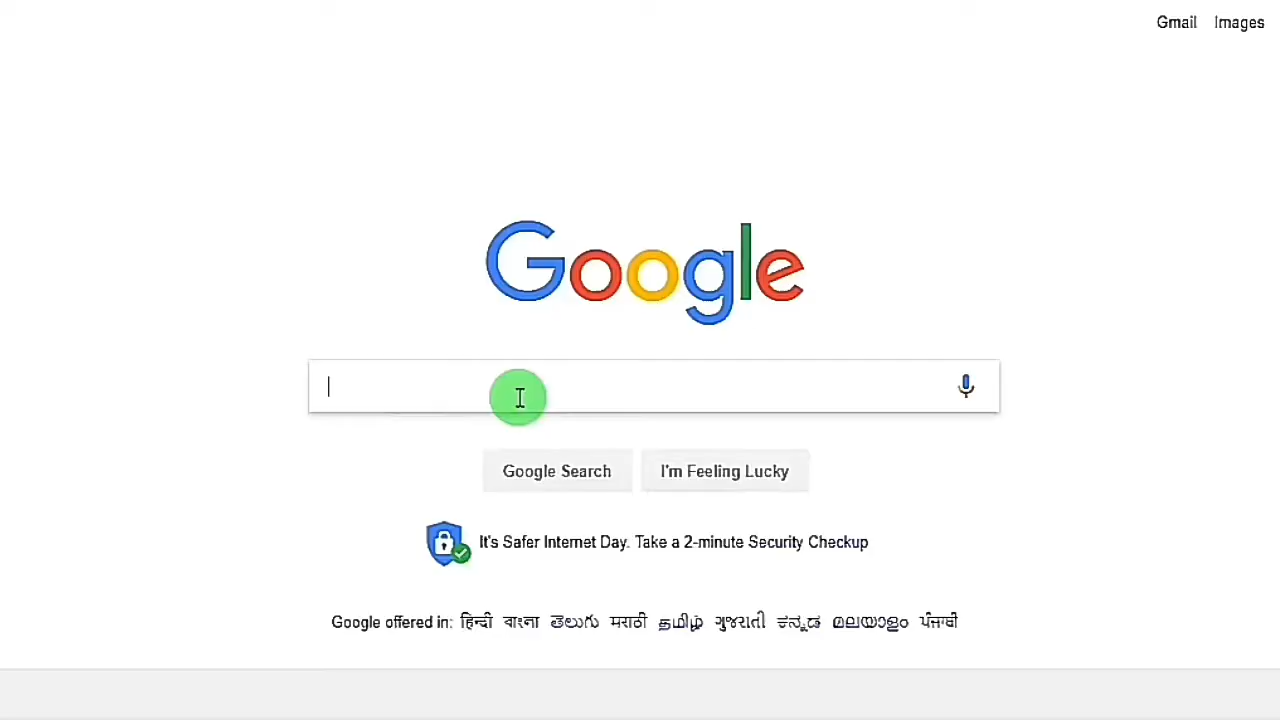 Gmail Images
Google
Google Search I'm Feeling Lucky
It's Safer Internet Day. Take a 2-minute Security Checkup
Google offered in: हिन्दी বাংলা తెలుగు मराठी தமிழ் ગુજરાતી ಕನ್ನಡ മലയാളം ਪੰਜਾਬੀ